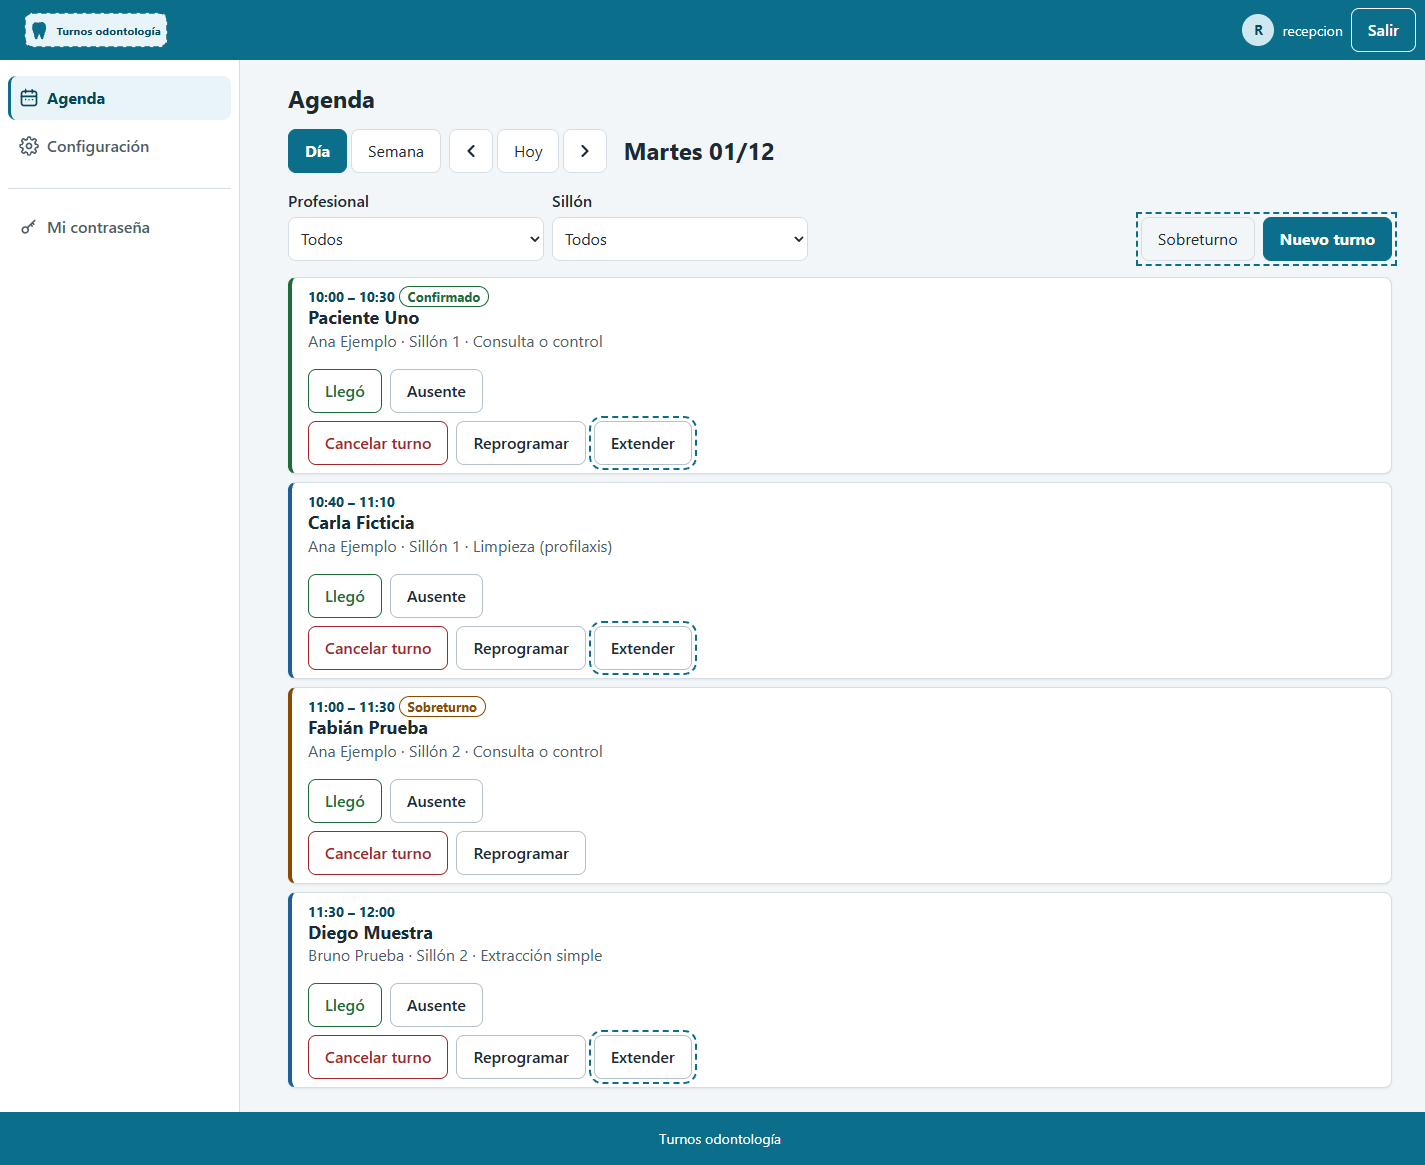 Turnos odontología
R recepcion Salir
Agenda
Configuración
Mi contraseña
Agenda
Día Semana Hoy Martes 01/12
Profesional Sillón
Todos Todos Sobreturno Nuevo turno
10:00 – 10:30 Confirmado
Paciente Uno
Ana Ejemplo · Sillón 1 · Consulta o control
Llegó Ausente
Cancelar turno Reprogramar Extender
10:40 – 11:10
Carla Ficticia
Ana Ejemplo · Sillón 1 · Limpieza (profilaxis)
Llegó Ausente
Cancelar turno Reprogramar Extender
11:00 – 11:30 Sobreturno
Fabián Prueba
Ana Ejemplo · Sillón 2 · Consulta o control
Llegó Ausente
Cancelar turno Reprogramar
11:30 – 12:00
Diego Muestra
Bruno Prueba · Sillón 2 · Extracción simple
Llegó Ausente
Cancelar turno Reprogramar Extender
Turnos odontología